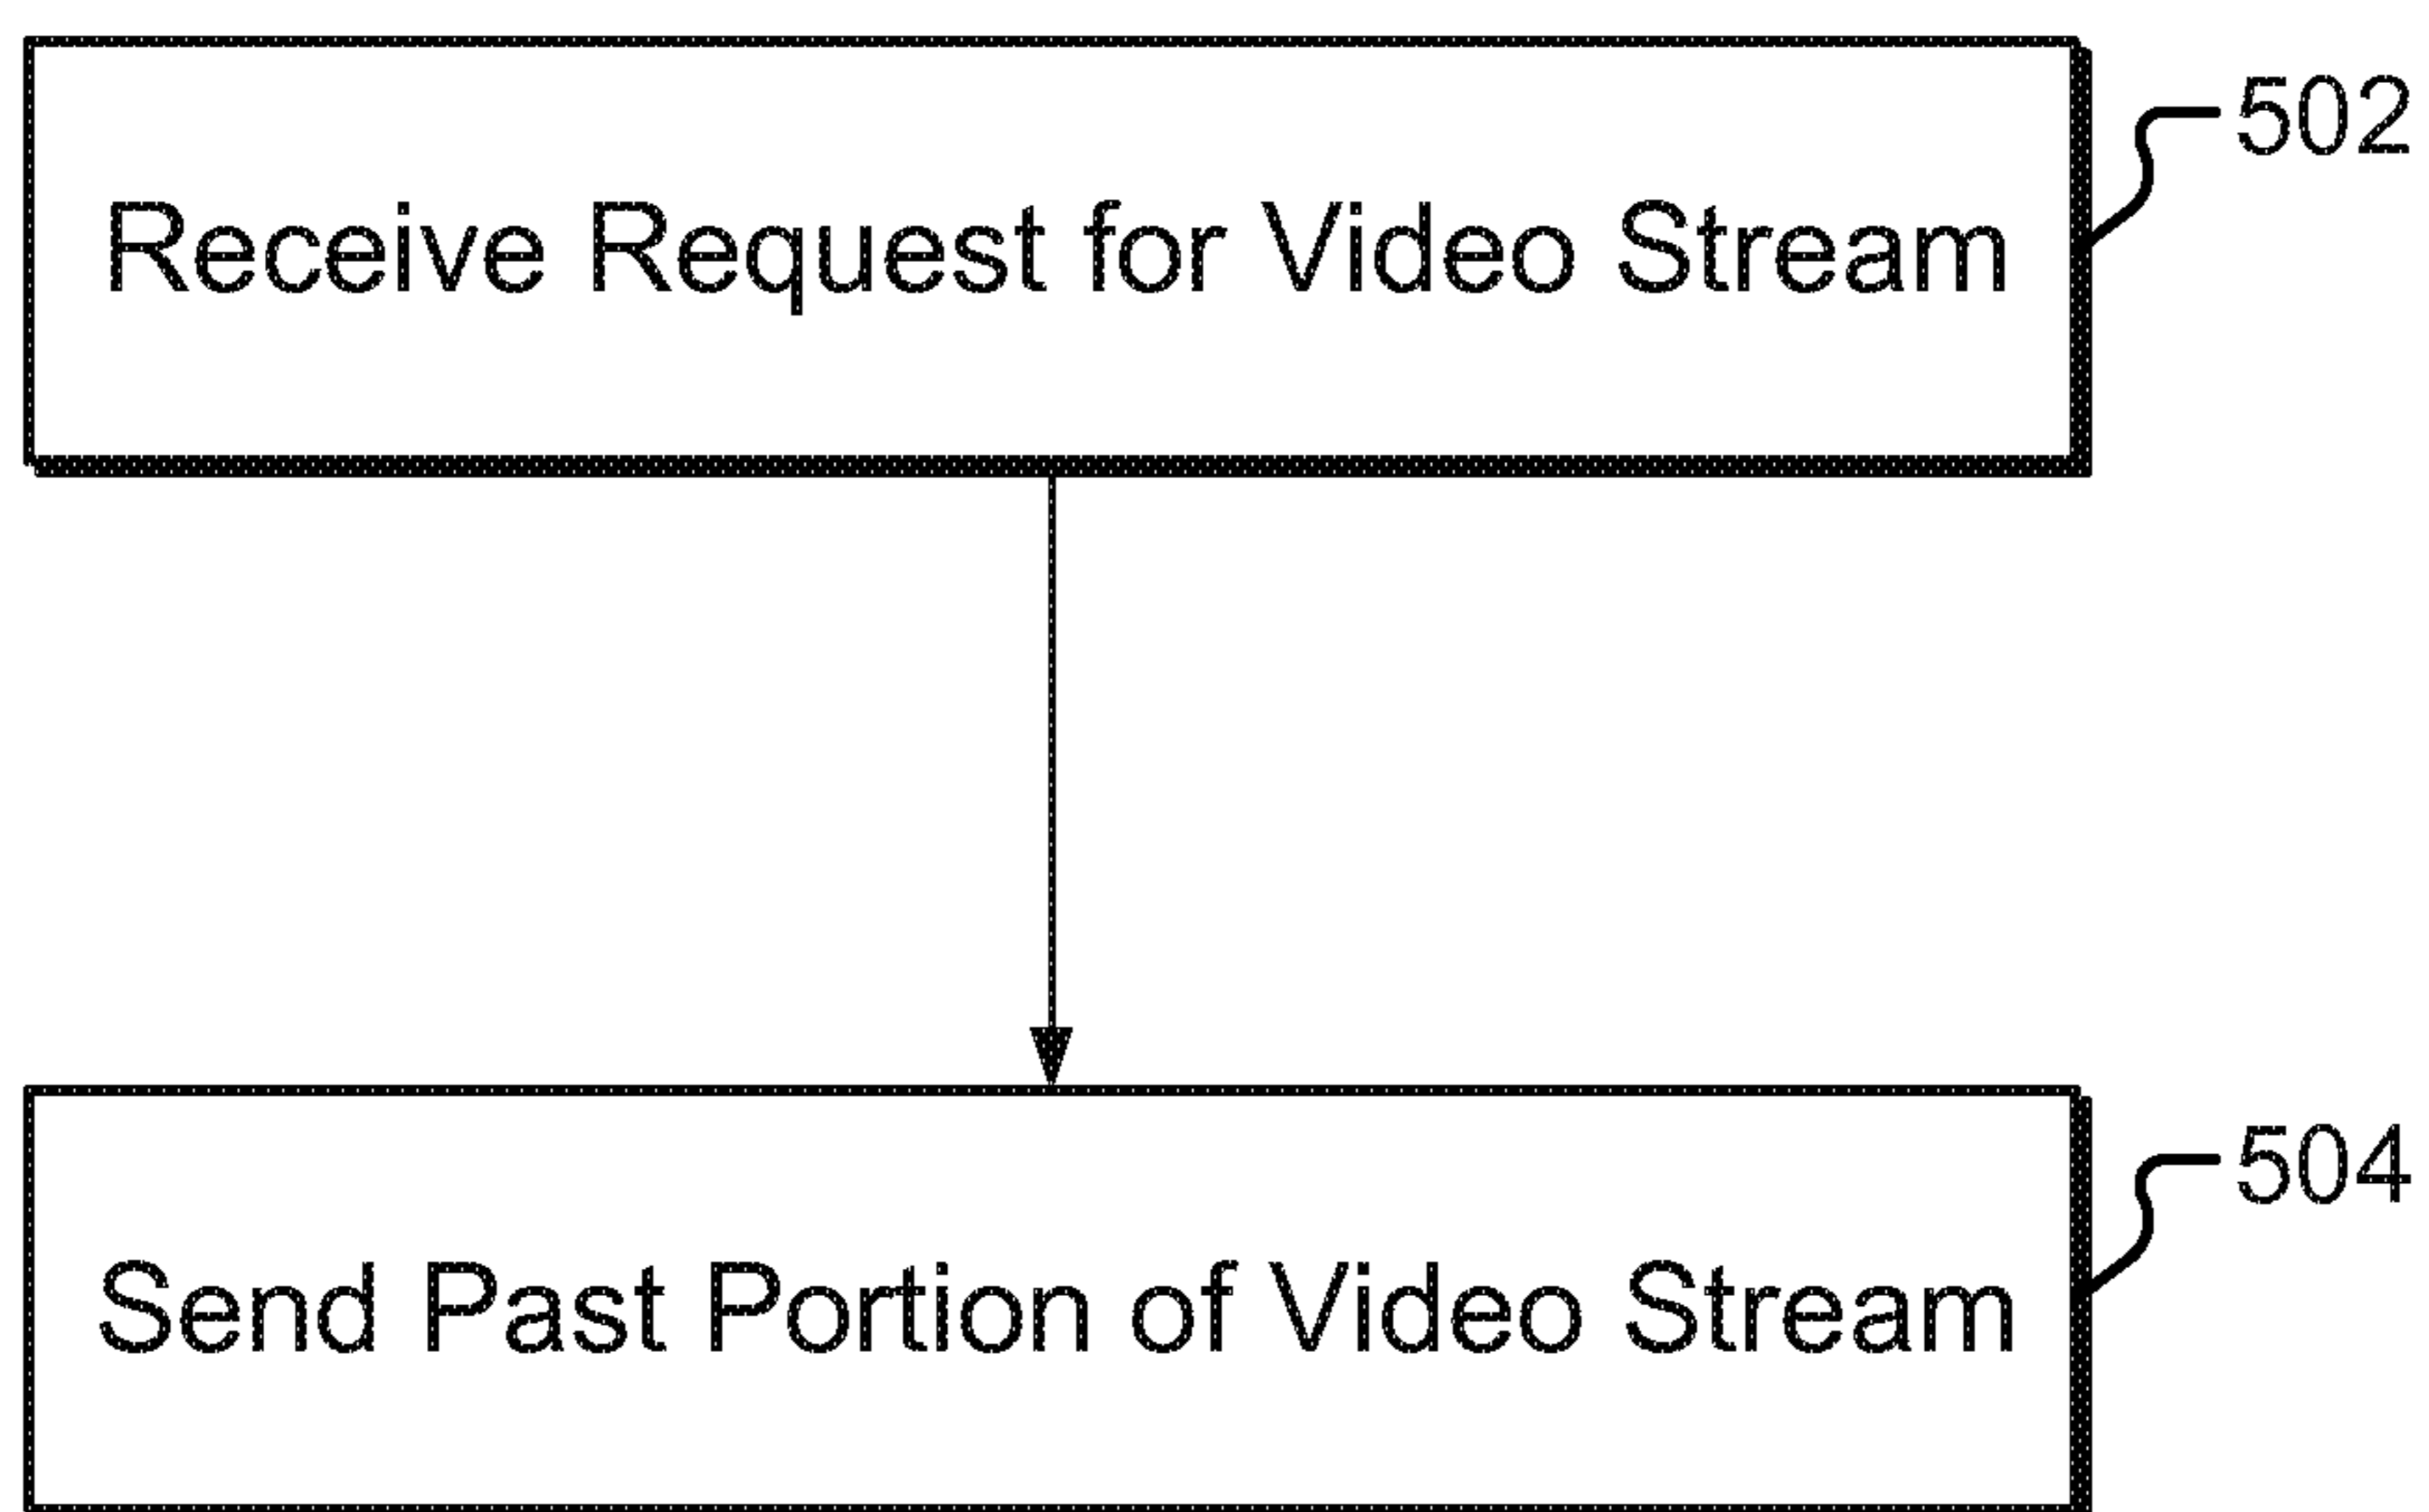 502
Receive Request for Video Stream
504
Send Past Portion of Video Stream